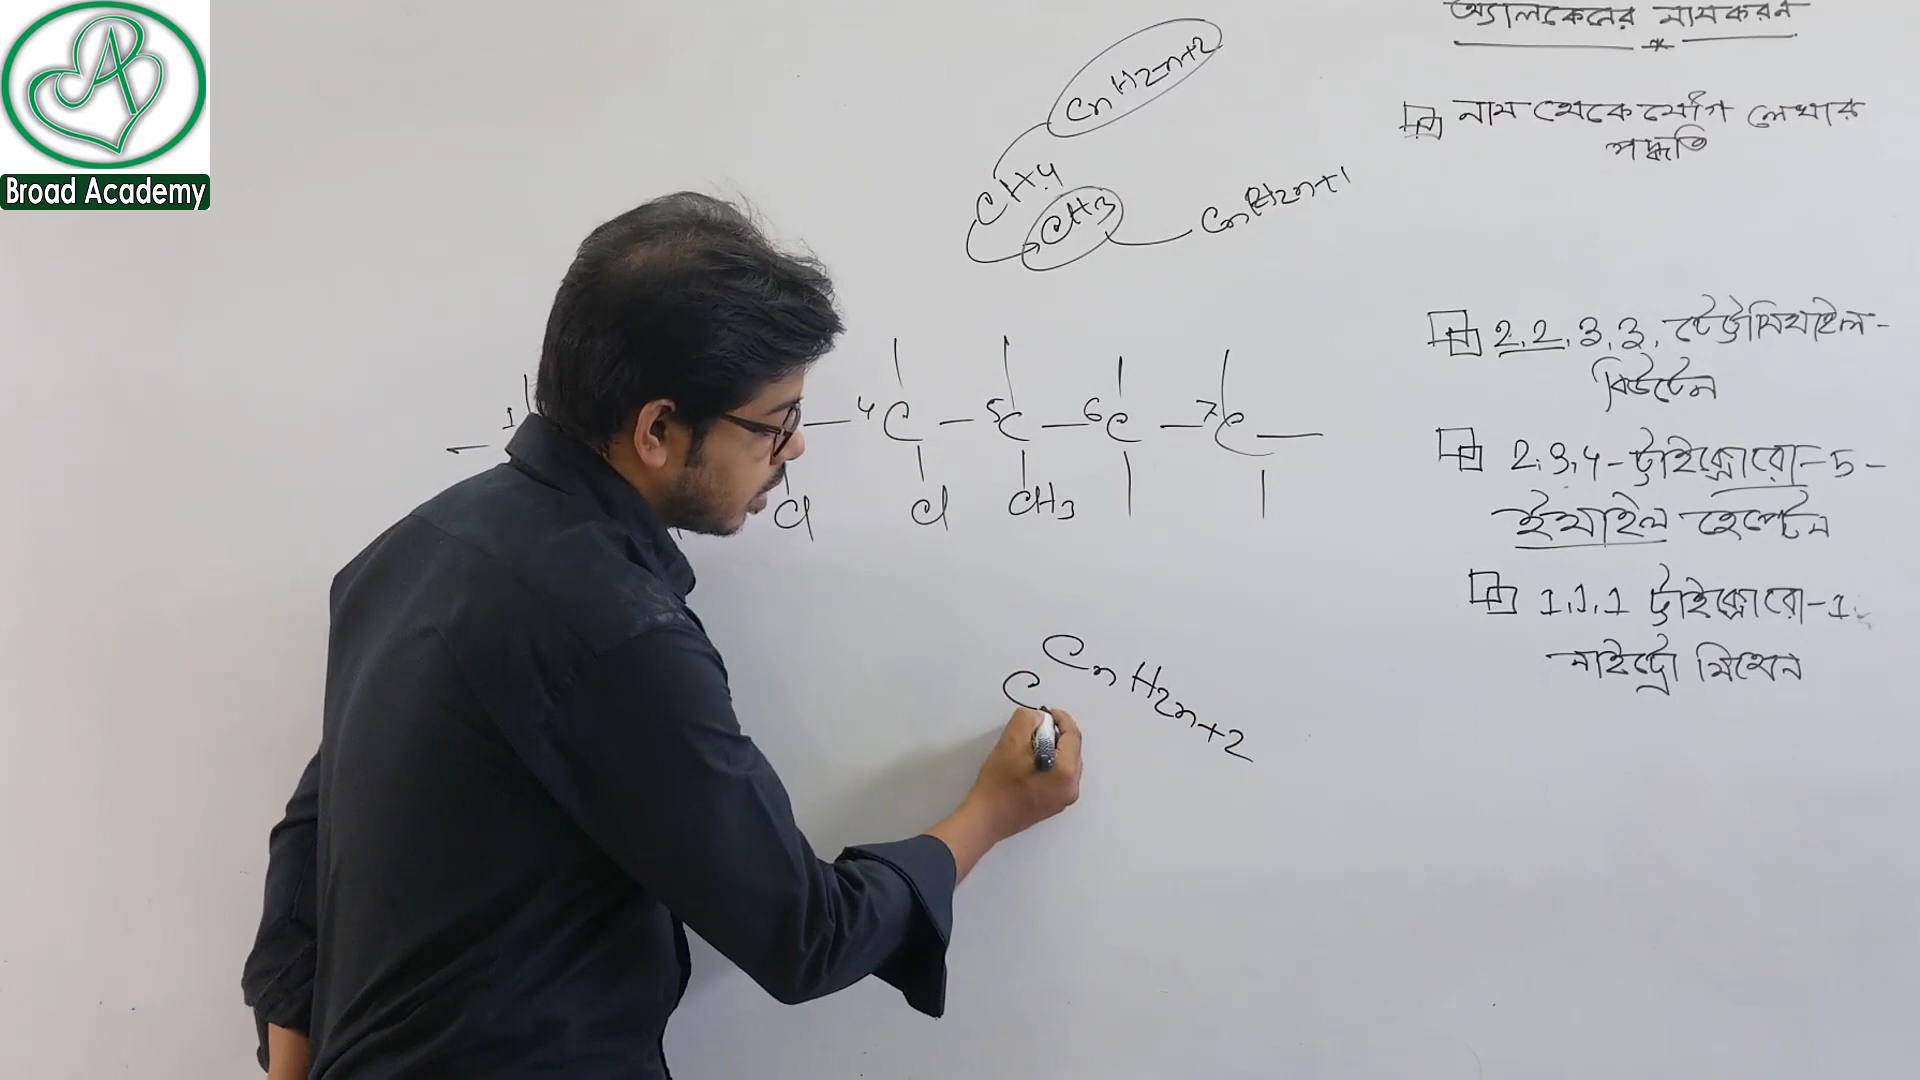 Broad Academy
অ্যালকেনের নামকরন
নাম থেকে যৌগ লেখার
পদ্ধতি
CnH2n+2
CH4
CH3
CnH2n+1
2,2,3,3, টেট্রামিথাইল-
বিউটেন
2,3,4-ট্রাইক্লোরো-5-
ইথাইল হেপ্টেন
1,1,1 ট্রাইক্লোরো-1,
নাইট্রো মিথেন
1
4C - 5C - 6C - 7C -
Cl Cl CH3
CnH2n+2
C